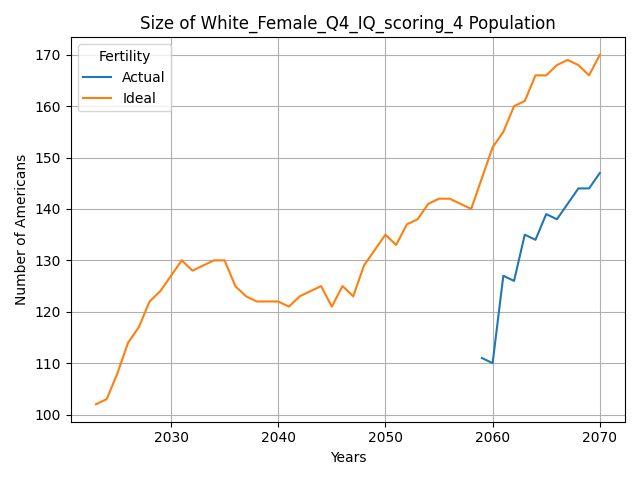 Size of White_Female_Q4_IQ_scoring_4 Population
Fertility
Actual
Ideal
Number of Americans
170
160
150
140
130
120
110
100
2030
2040
2050
2060
2070
Years